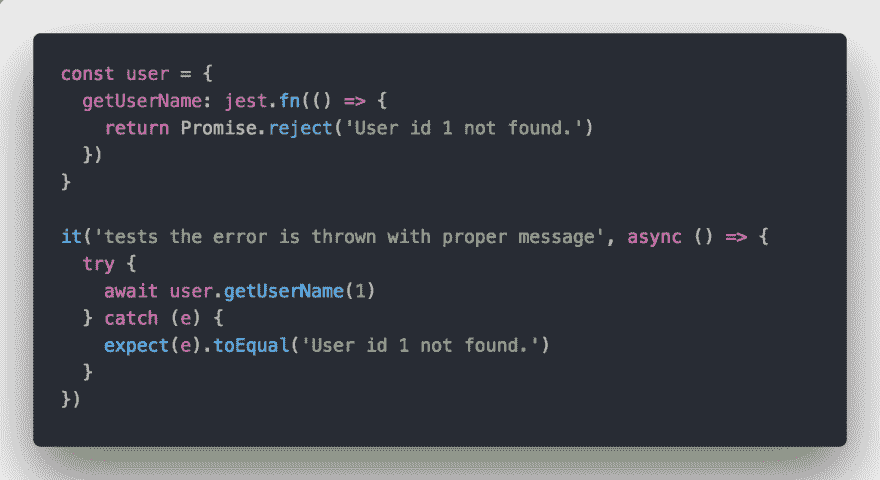 const user = {
  getUserName: jest.fn(() => {
    return Promise.reject('User id 1 not found.')
  })
}

it('tests the error is thrown with proper message', async () => {
  try {
    await user.getUserName(1)
  } catch (e) {
    expect(e).toEqual('User id 1 not found.')
  }
})